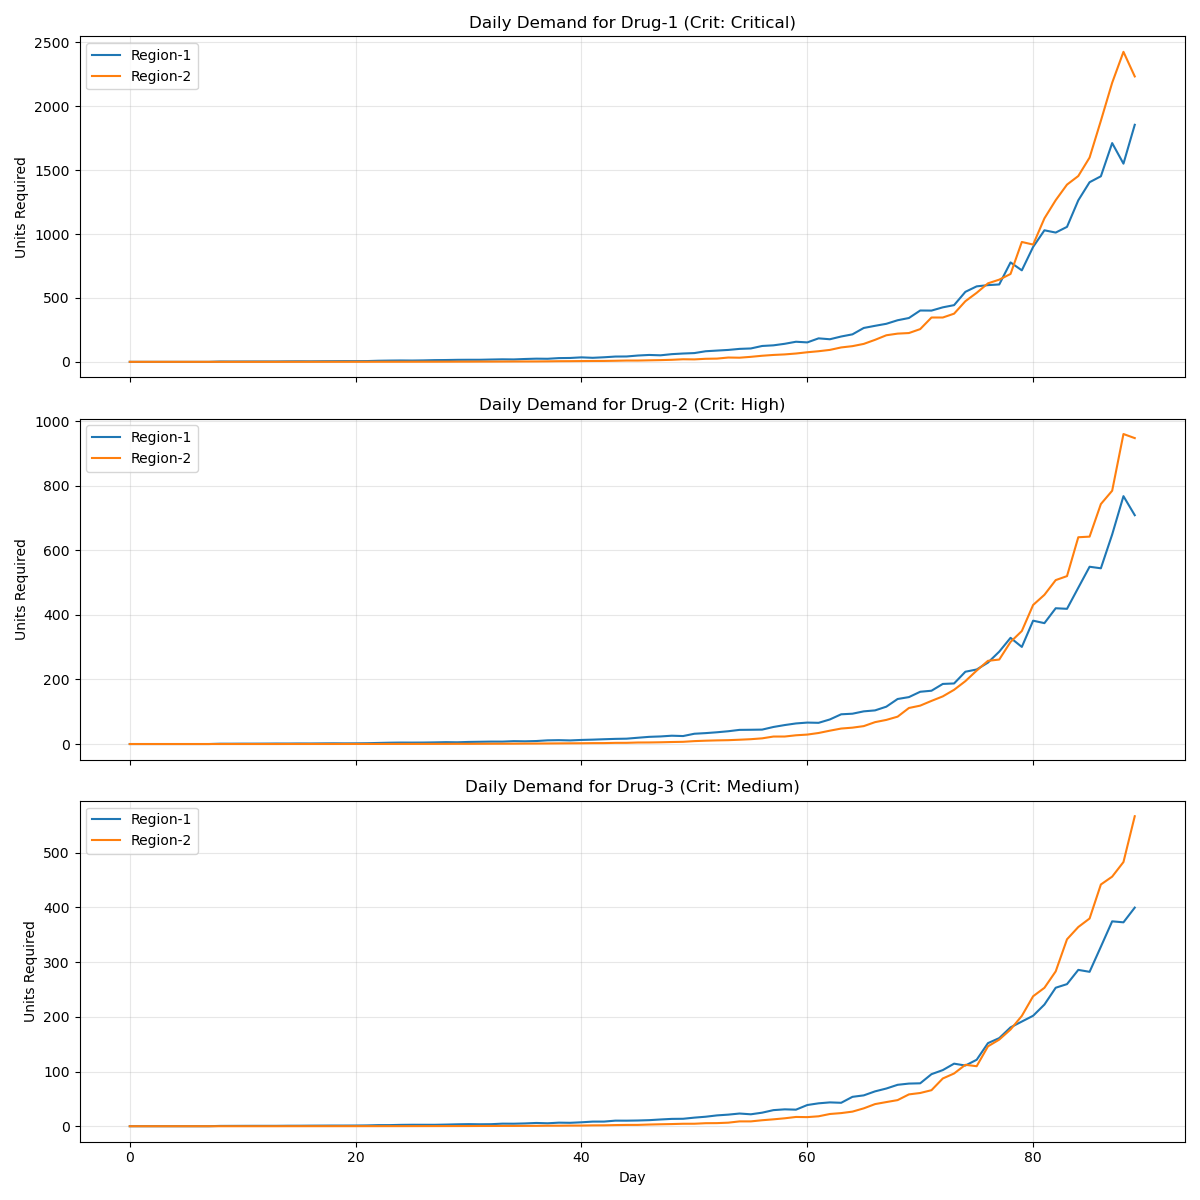 Daily Demand for Drug-1 (Crit: Critical)
Region-1
Region-2
Units Required
2500
2000
1500
1000
500
0
Daily Demand for Drug-2 (Crit: High)
Region-1
Region-2
Units Required
1000
800
600
400
200
0
Daily Demand for Drug-3 (Crit: Medium)
Region-1
Region-2
Units Required
500
400
300
200
100
0
0 20 40 60 80
Day